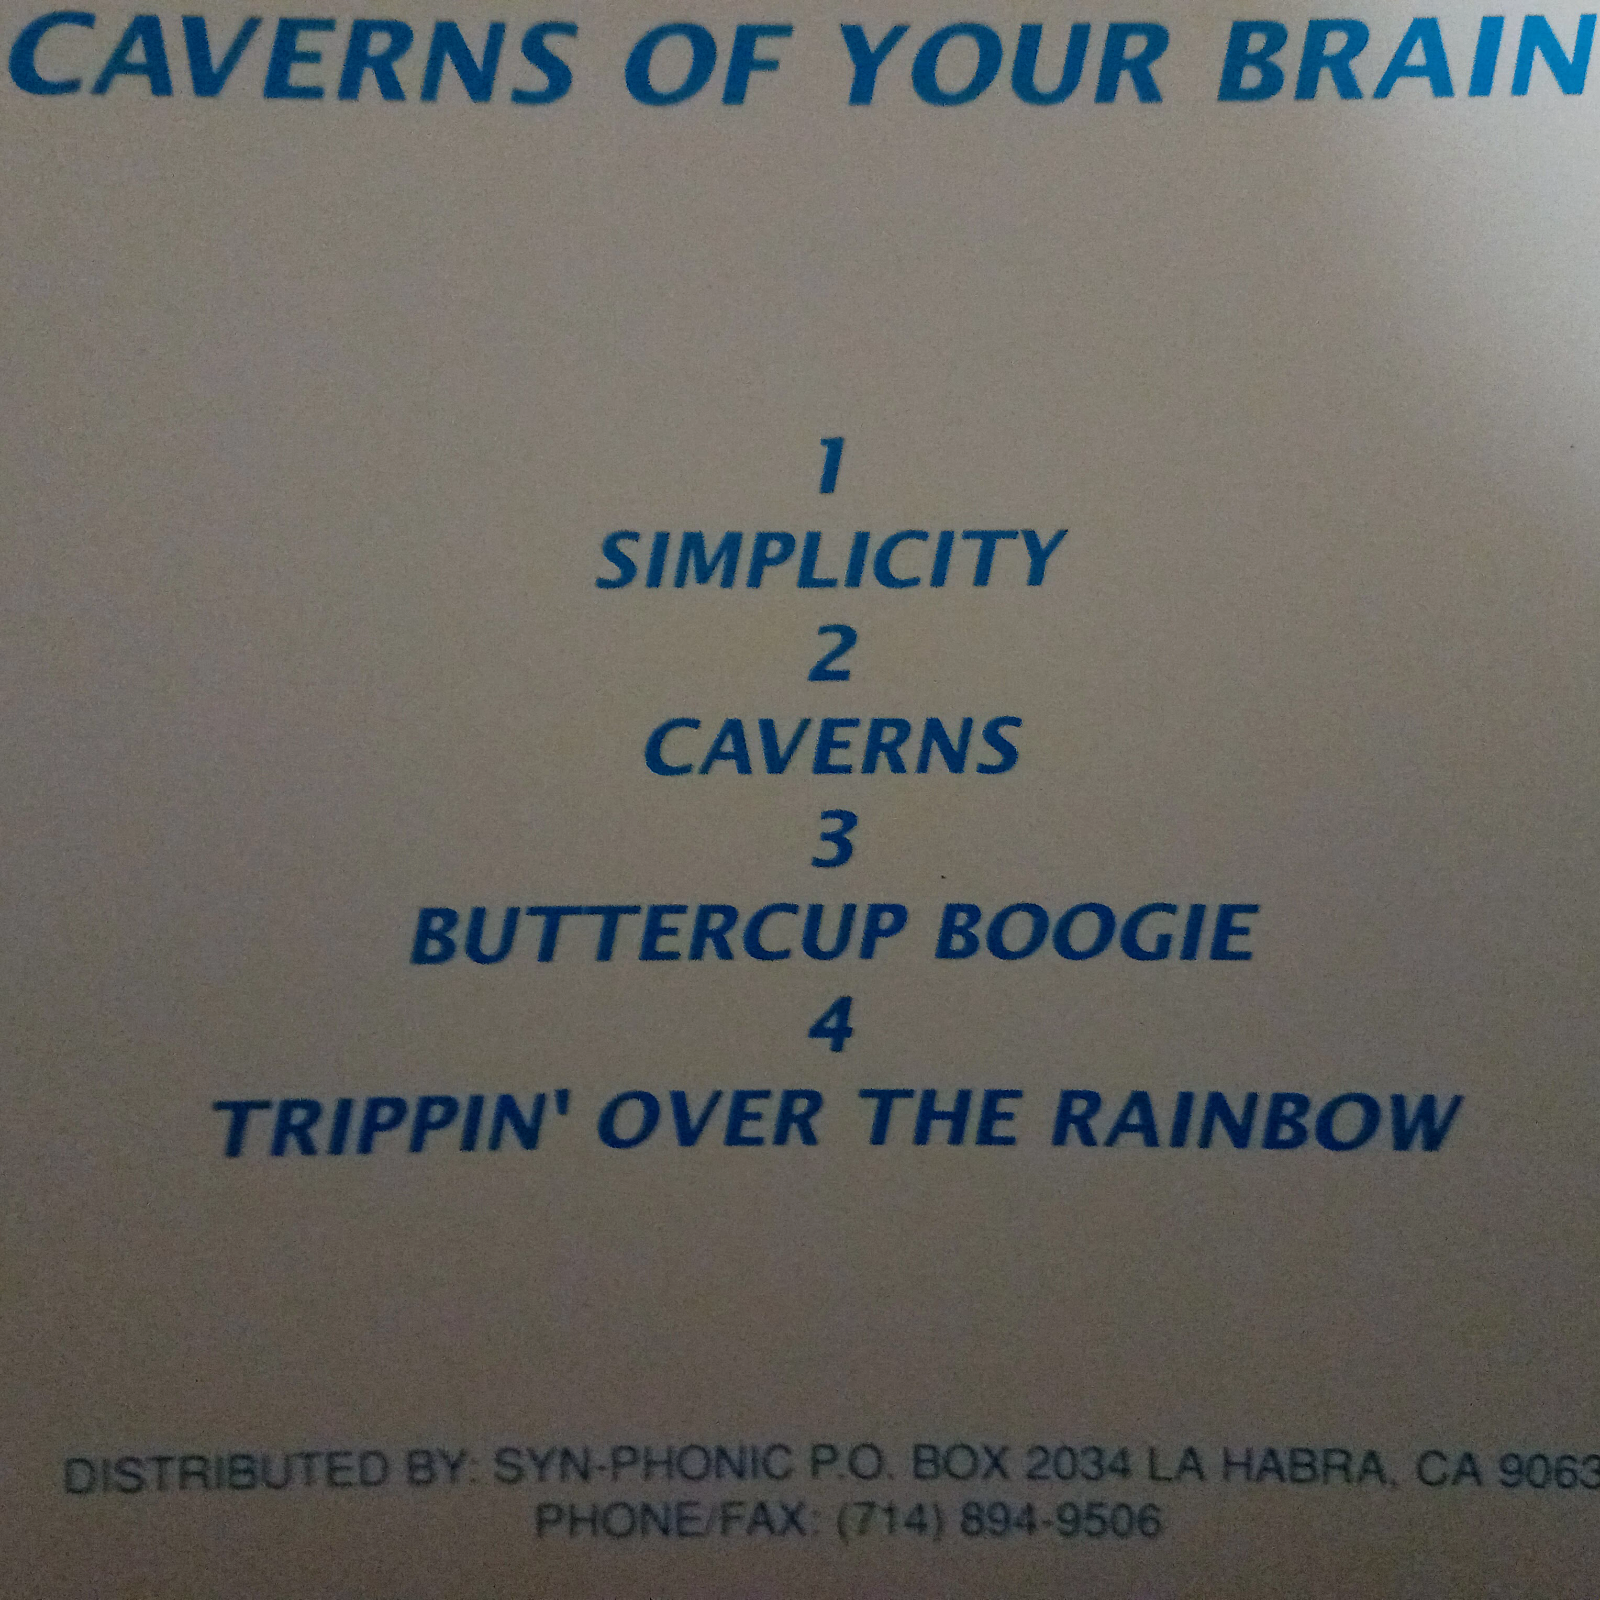 CAVERNS OF YOUR BRAIN
1
SIMPLICITY
2
CAVERNS
3
BUTTERCUP BOOGIE
4
TRIPPIN' OVER THE RAINBOW
DISTRIBUTED BY: SYN-PHONIC P.O. BOX 2034 LA HABRA, CA 9063
PHONE/FAX: (714) 894-9506